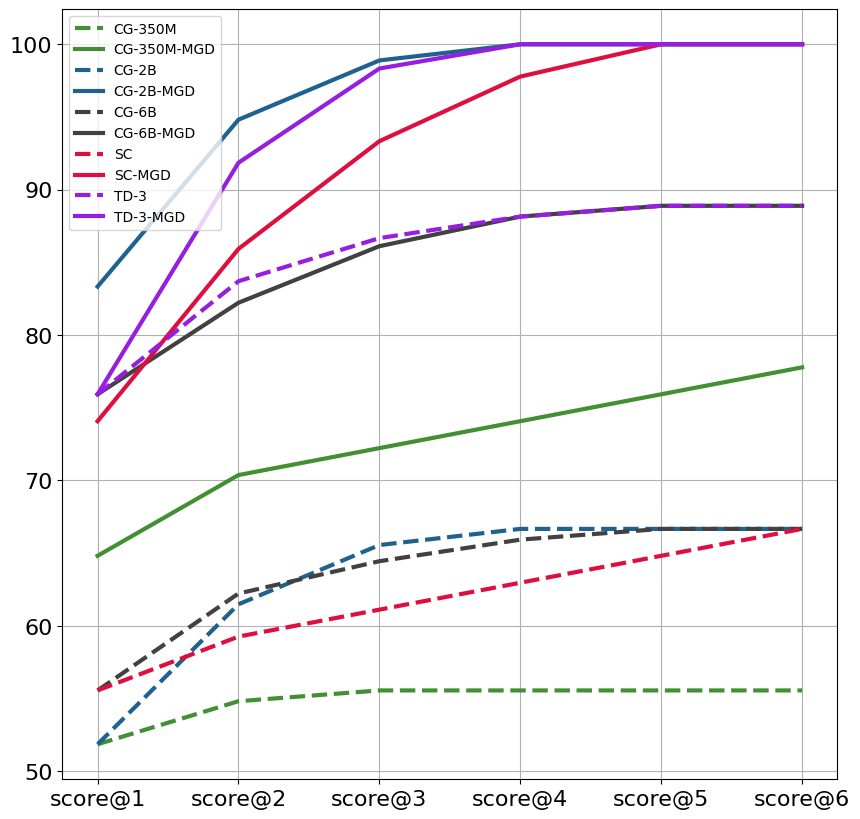 100
90
80
70
60
50
CG-350M
CG-350M-MGD
CG-2B
CG-2B-MGD
CG-6B
CG-6B-MGD
SC
SC-MGD
TD-3
TD-3-MGD
score@1 score@2 score@3 score@4 score@5 score@6